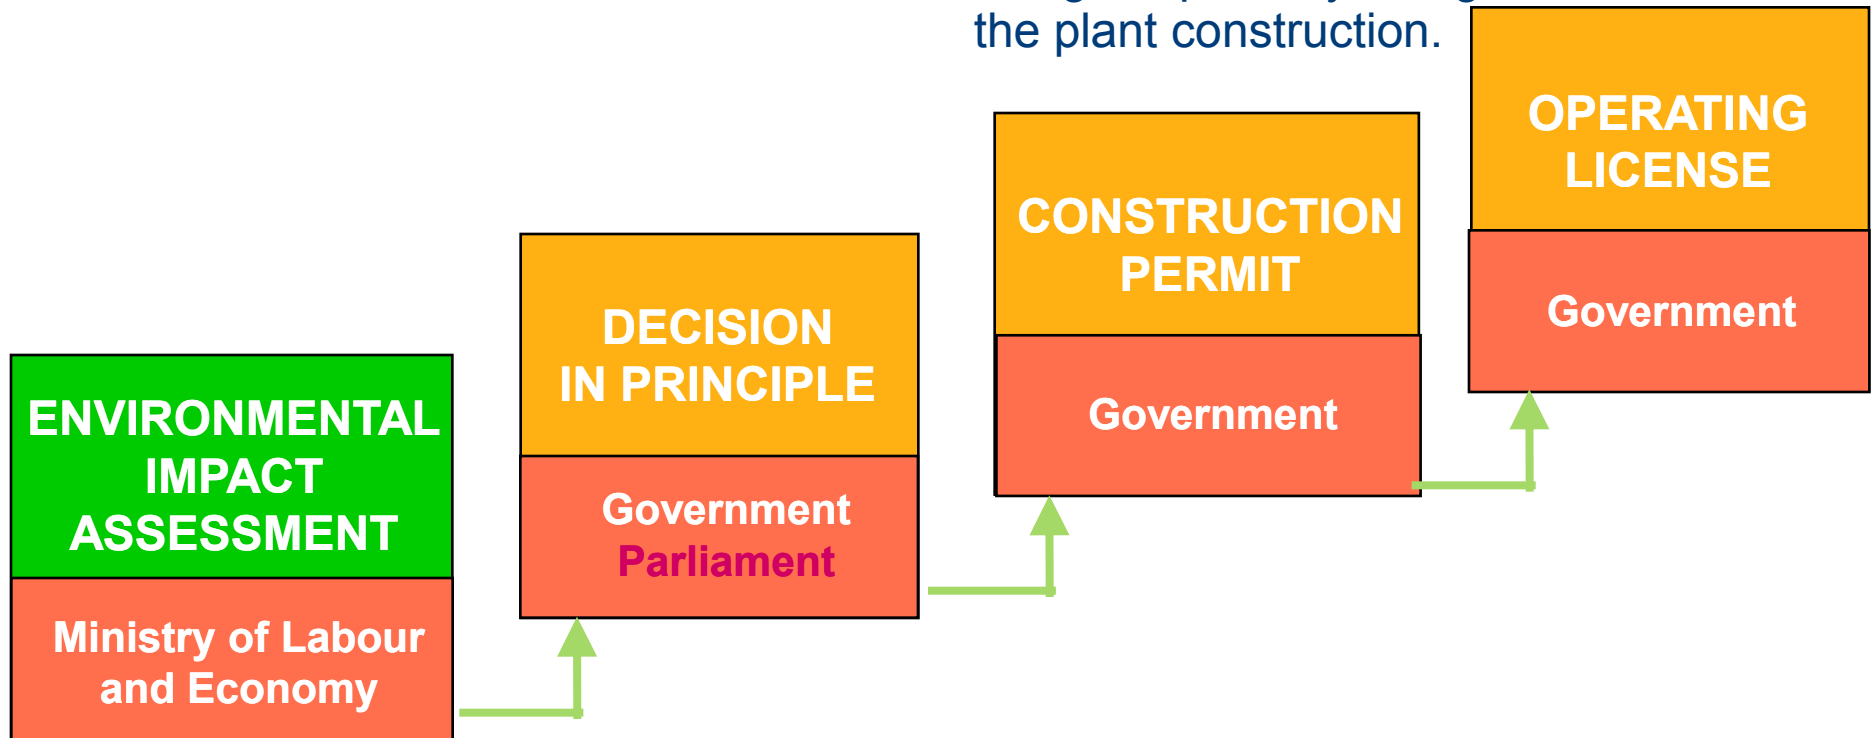 the plant construction.
OPERATING
LICENSE
Government
CONSTRUCTION
PERMIT
Government
DECISION
IN PRINCIPLE
Government
Parliament
ENVIRONMENTAL
IMPACT
ASSESSMENT
Ministry of Labour
and Economy